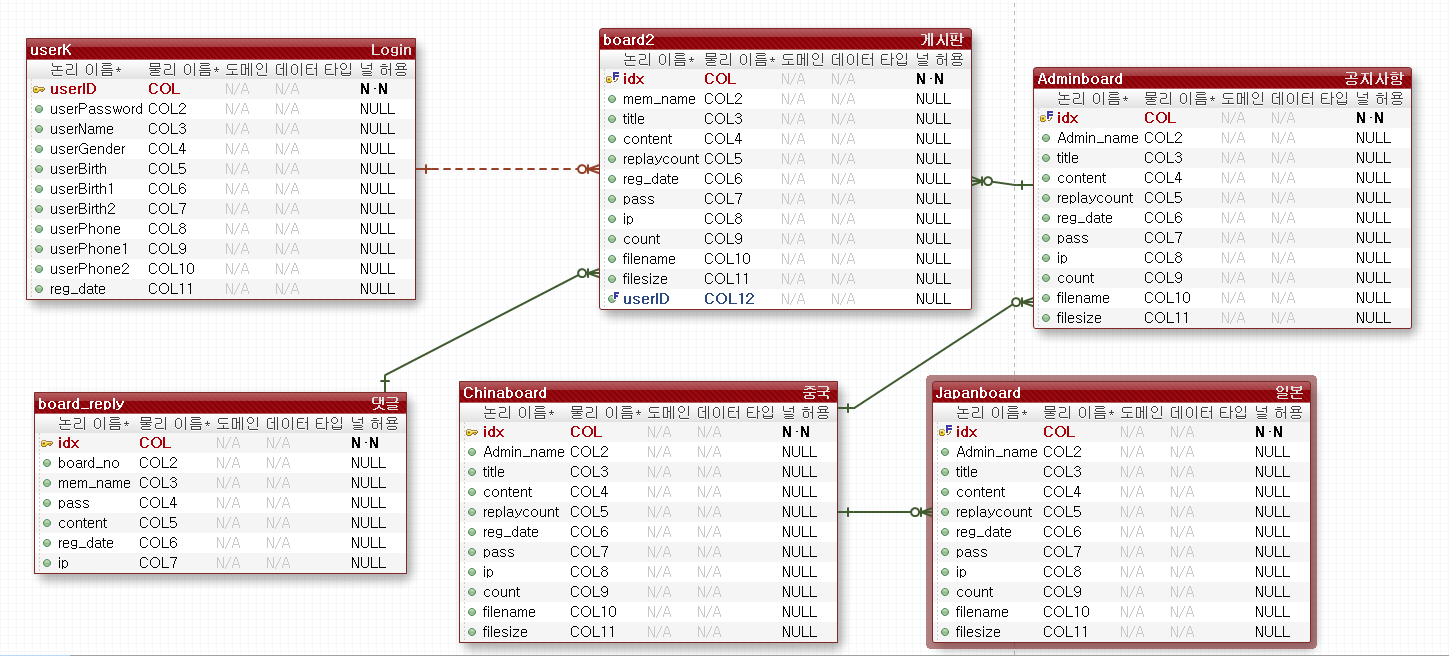 userK Login
논리 이름* 물리 이름* 도메인 데이터 타입 널 허용
userID COL N/A N/A N·N
userPassword COL2 N/A N/A NULL
userName COL3 N/A N/A NULL
userGender COL4 N/A N/A NULL
userBirth COL5 N/A N/A NULL
userBirth1 COL6 N/A N/A NULL
userBirth2 COL7 N/A N/A NULL
userPhone COL8 N/A N/A NULL
userPhone1 COL9 N/A N/A NULL
userPhone2 COL10 N/A N/A NULL
reg_date COL11 N/A N/A NULL
board2 게시판
논리 이름* 물리 이름* 도메인 데이터 타입 널 허용
idx COL N/A N/A N·N
mem_name COL2 N/A N/A NULL
title COL3 N/A N/A NULL
content COL4 N/A N/A NULL
replaycount COL5 N/A N/A NULL
reg_date COL6 N/A N/A NULL
pass COL7 N/A N/A NULL
ip COL8 N/A N/A NULL
count COL9 N/A N/A NULL
filename COL10 N/A N/A NULL
filesize COL11 N/A N/A NULL
userID COL12 N/A N/A NULL
Adminboard 공지사항
논리 이름* 물리 이름* 도메인 데이터 타입 널 허용
idx COL N/A N/A N·N
Admin_name COL2 N/A N/A NULL
title COL3 N/A N/A NULL
content COL4 N/A N/A NULL
replaycount COL5 N/A N/A NULL
reg_date COL6 N/A N/A NULL
pass COL7 N/A N/A NULL
ip COL8 N/A N/A NULL
count COL9 N/A N/A NULL
filename COL10 N/A N/A NULL
filesize COL11 N/A N/A NULL
board_reply 댓글
논리 이름* 물리 이름* 도메인 데이터 타입 널 허용
idx COL N/A N/A N·N
board_no COL2 N/A N/A NULL
mem_name COL3 N/A N/A NULL
pass COL4 N/A N/A NULL
content COL5 N/A N/A NULL
reg_date COL6 N/A N/A NULL
ip COL7 N/A N/A NULL
Chinaboard 중국
논리 이름* 물리 이름* 도메인 데이터 타입 널 허용
idx COL N/A N/A N·N
Admin_name COL2 N/A N/A NULL
title COL3 N/A N/A NULL
content COL4 N/A N/A NULL
replaycount COL5 N/A N/A NULL
reg_date COL6 N/A N/A NULL
pass COL7 N/A N/A NULL
ip COL8 N/A N/A NULL
count COL9 N/A N/A NULL
filename COL10 N/A N/A NULL
filesize COL11 N/A N/A NULL
Japanboard 일본
논리 이름* 물리 이름* 도메인 데이터 타입 널 허용
idx COL N/A N/A N·N
Admin_name COL2 N/A N/A NULL
title COL3 N/A N/A NULL
content COL4 N/A N/A NULL
replaycount COL5 N/A N/A NULL
reg_date COL6 N/A N/A NULL
pass COL7 N/A N/A NULL
ip COL8 N/A N/A NULL
count COL9 N/A N/A NULL
filename COL10 N/A N/A NULL
filesize COL11 N/A N/A NULL